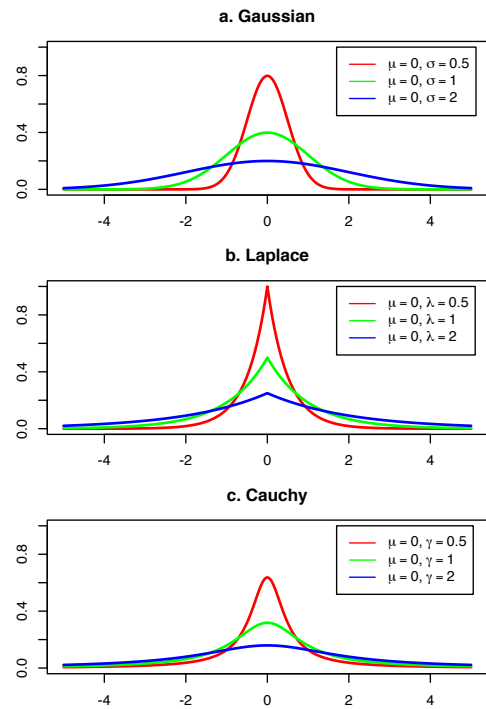 a. Gaussian
0.8
0.4
0.0
μ = 0, σ = 0.5
μ = 0, σ = 1
μ = 0, σ = 2
-4 -2 0 2 4
b. Laplace
0.8
0.4
0.0
μ = 0, λ = 0.5
μ = 0, λ = 1
μ = 0, λ = 2
-4 -2 0 2 4
c. Cauchy
0.8
0.4
0.0
μ = 0, γ = 0.5
μ = 0, γ = 1
μ = 0, γ = 2
-4 -2 0 2 4